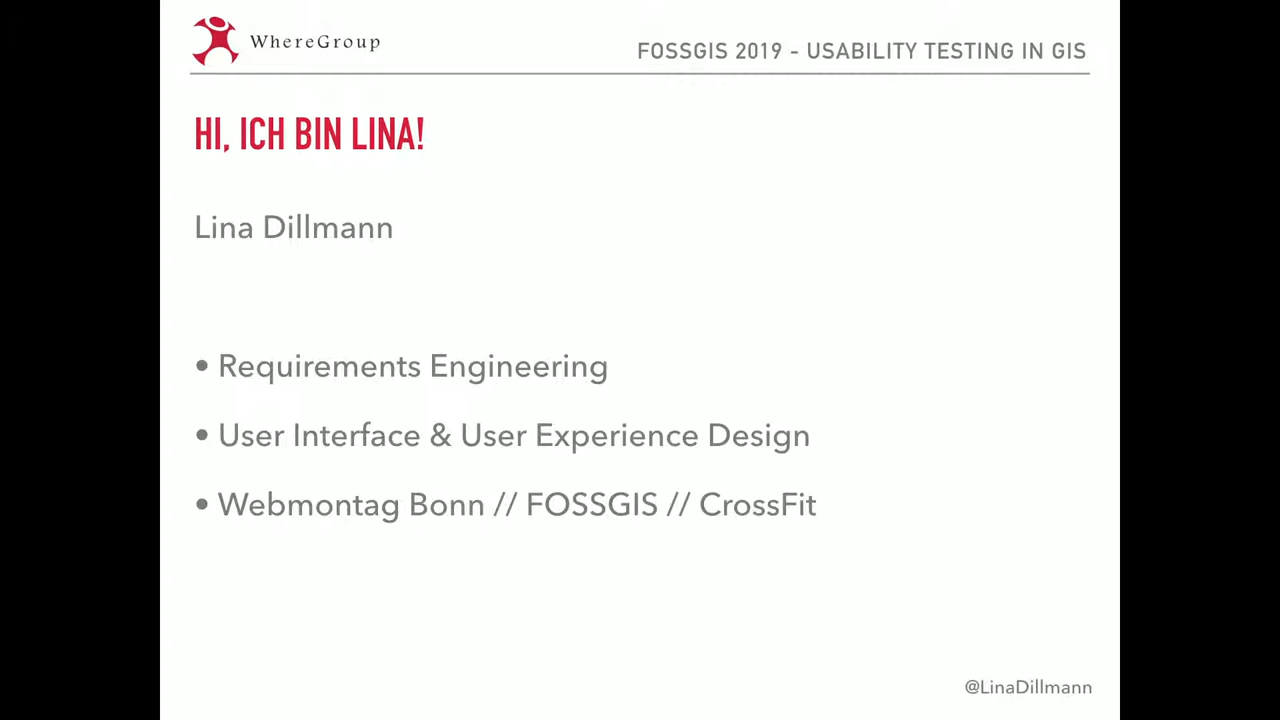 WhereGroup
FOSSGIS 2019 - USABILITY TESTING IN GIS
HI, ICH BIN LINA!
Lina Dillmann
• Requirements Engineering
• User Interface & User Experience Design
• Webmontag Bonn // FOSSGIS // CrossFit
@LinaDillmann